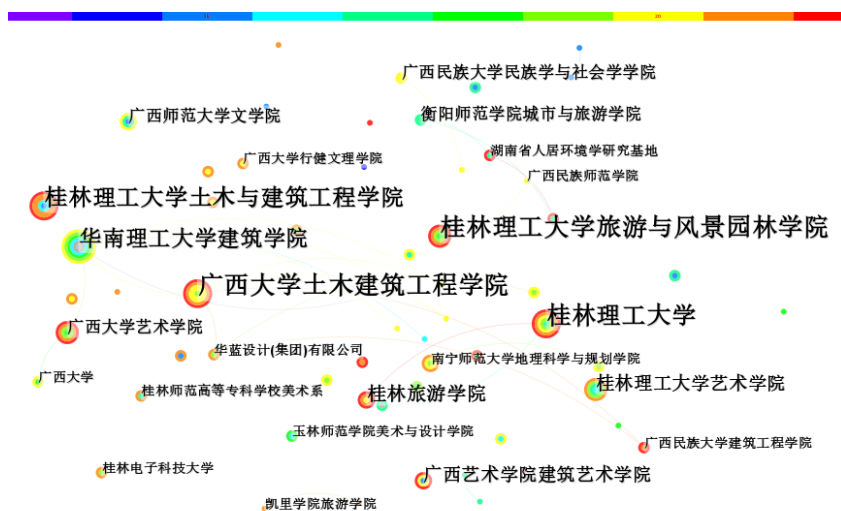 广西民族大学民族学与社会学学院
广西师范大学文学院
衡阳师范学院城市与旅游学院
广西大学行健文理学院
湖南省人居环境学研究基地
广西民族师范学院
桂林理工大学土木与建筑工程学院
华南理工大学建筑学院
桂林理工大学旅游与风景园林学院
广西大学土木建筑工程学院
桂林理工大学
广西大学艺术学院
华蓝设计(集团)有限公司
南宁师范大学地理科学与规划学院
广西大学
桂林师范高等专科学校美术系
桂林旅游学院
桂林理工大学艺术学院
玉林师范学院美术与设计学院
广西民族大学建筑工程学院
桂林电子科技大学
广西艺术学院建筑艺术学院
凯里学院旅游学院